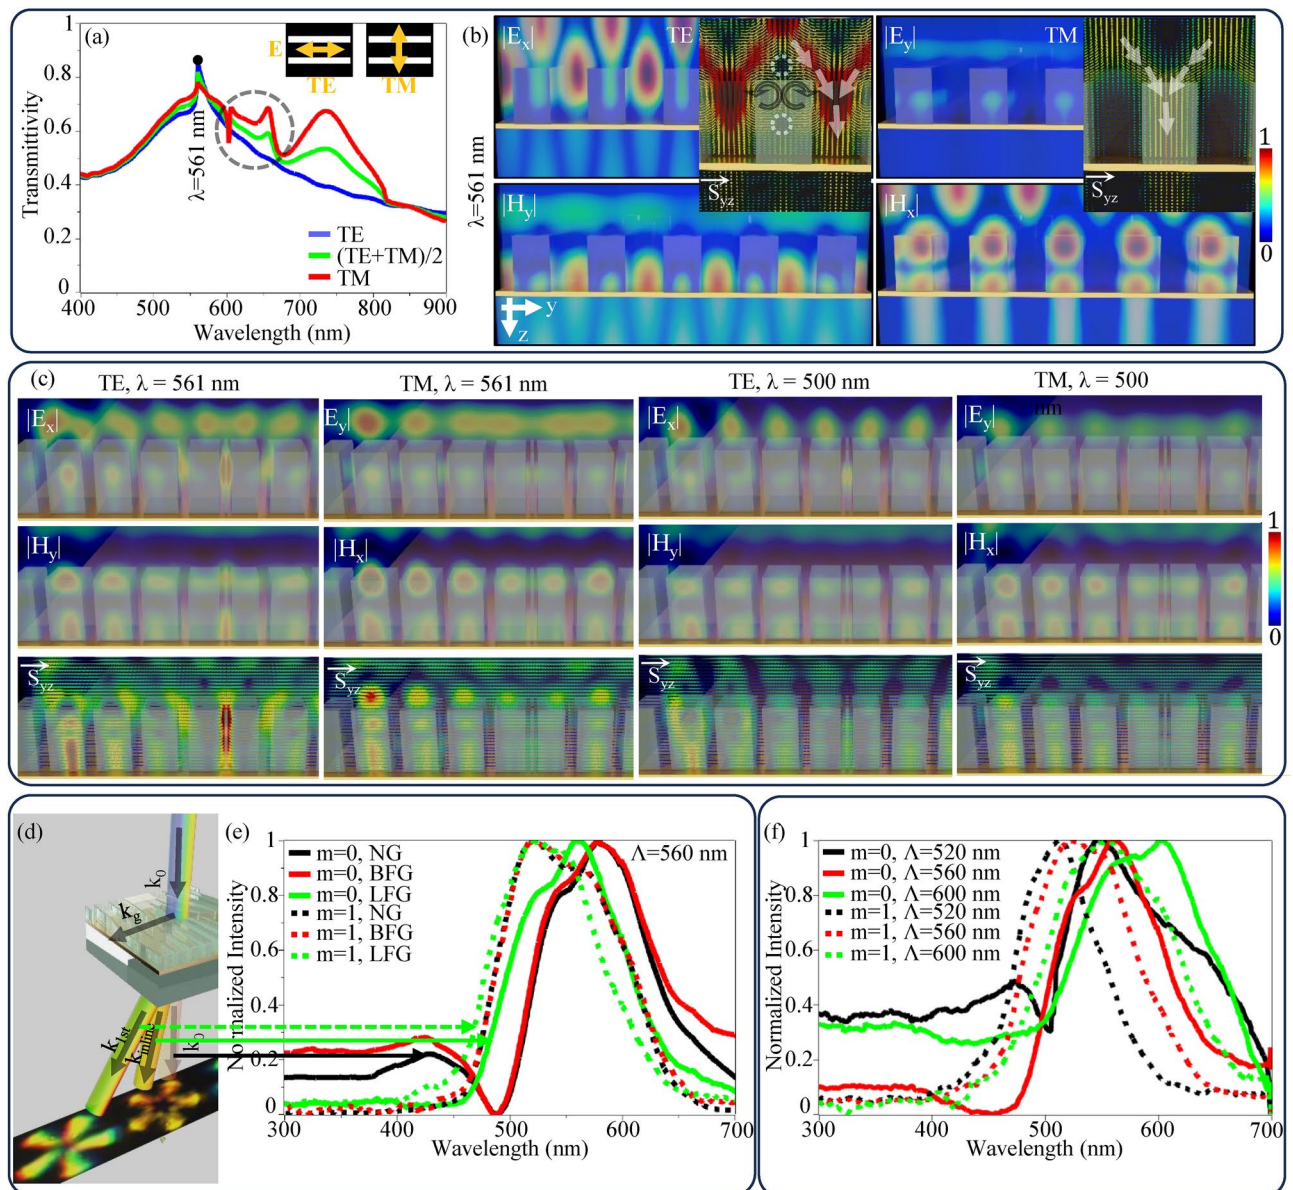 (a)
1
0.8
0.6
0.4
0.2
0
Transmittivity
λ=561 nm
E
TE
TM
TE
(TE+TM)/2
TM
400 500 600 700 800 900
Wavelength (nm)
(b)
λ=561 nm
|Ex|
TE
Syz
|Ey|
TM
Syz
|Hy|
y
z
|Hx|
1
0
(c)
TE, λ = 561 nm
TM, λ = 561 nm
TE, λ = 500 nm
TM, λ = 500
nm
|Ex|
Ey|
|Ex|
|Ey|
|Hy|
|Hx|
|Hy|
|Hx|
1
0
Syz
Syz
Syz
Syz
(d)
k0
kg
k1st
kinline
k0
(e)
Λ=560 nm
m=0, NG
m=0, BFG
m=0, LFG
m=1, NG
m=1, BFG
m=1, LFG
1
0.8
0.6
0.4
0.2
0
Normalized Intensity
300 400 500 600 700
Wavelength (nm)
(f)
m=0, Λ=520 nm
m=0, Λ=560 nm
m=0, Λ=600 nm
m=1, Λ=520 nm
m=1, Λ=560 nm
m=1, Λ=600 nm
1
0.8
0.6
0.4
0.2
0
Normalized Intensity
300 400 500 600 700
Wavelength (nm)